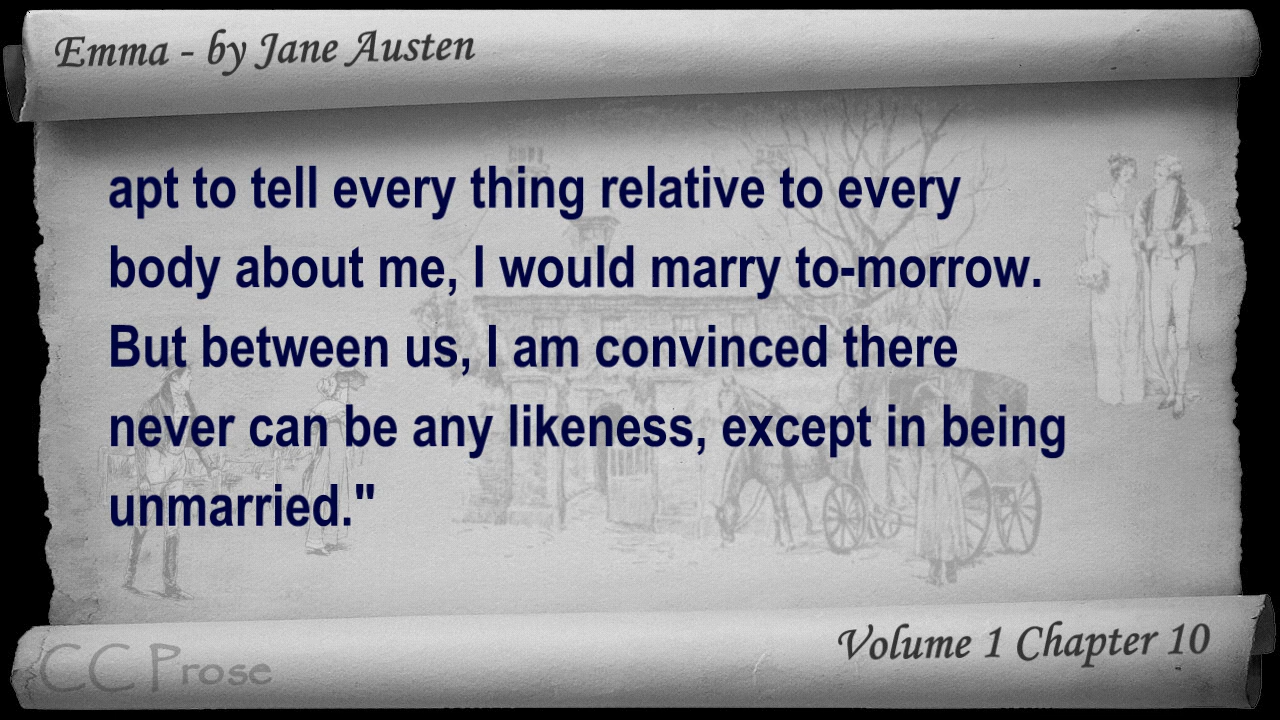 Emma - by Jane Austen
apt to tell every thing relative to every
body about me, I would marry to-morrow.
But between us, I am convinced there
never can be any likeness, except in being
unmarried."
Volume 1 Chapter 10
CC Prose